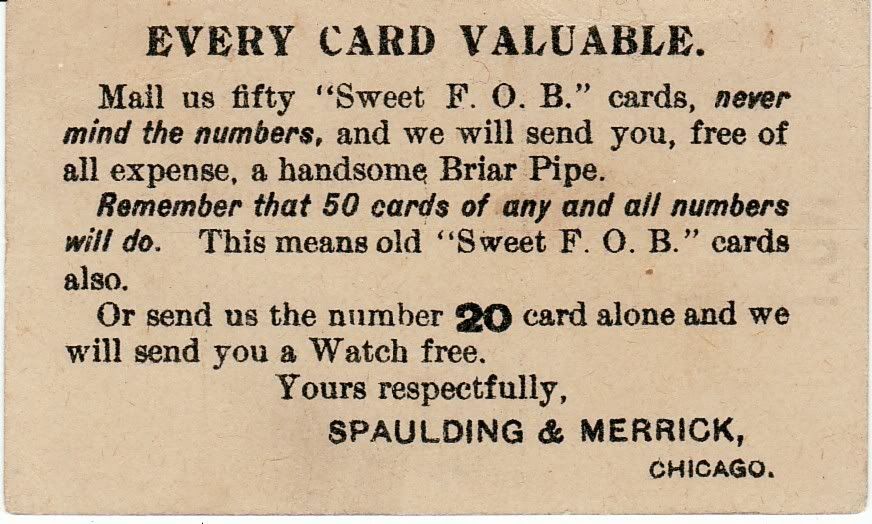 EVERY CARD VALUABLE.
Mail us fifty "Sweet F. O. B." cards, never
mind the numbers, and we will send you, free of
all expense, a handsome Briar Pipe.
Remember that 50 cards of any and all numbers
will do. This means old "Sweet F. O. B." cards
also.
Or send us the number 20 card alone and we
will send you a Watch free.
Yours respectfully,
SPAULDING & MERRICK,
CHICAGO.